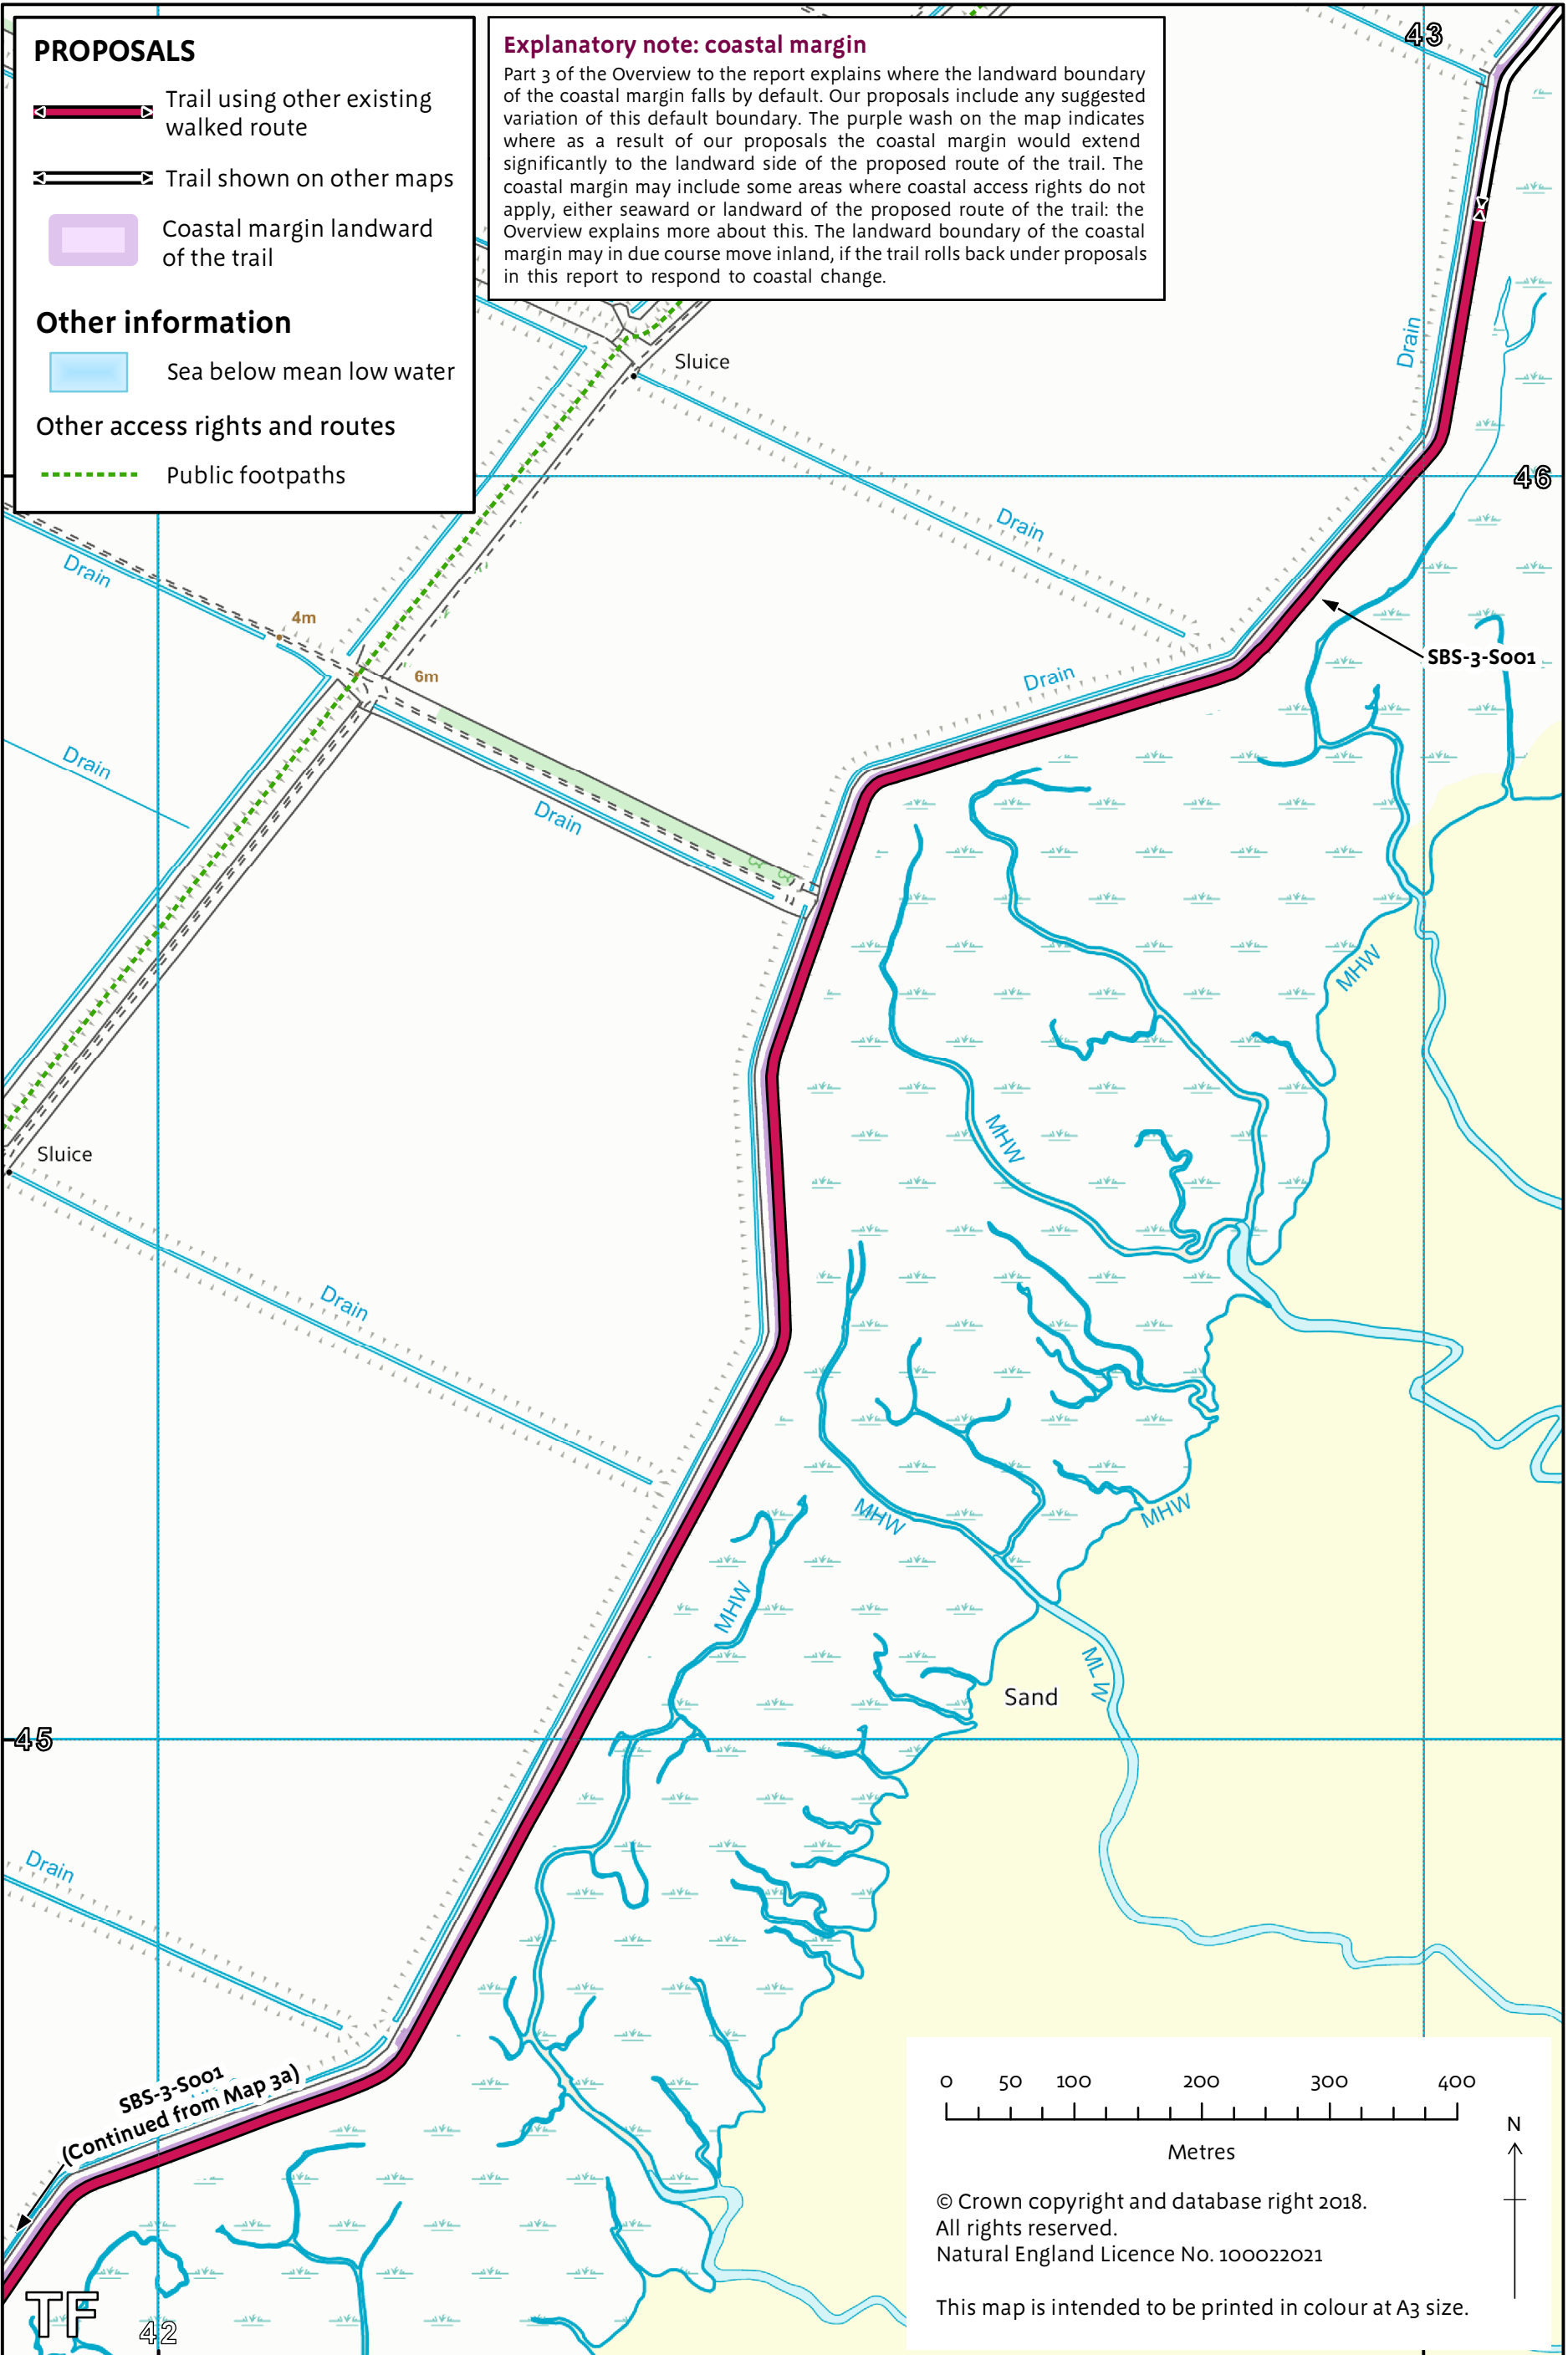 PROPOSALS
Trail using other existing
walked route
Trail shown on other maps
Coastal margin landward
of the trail
Other information
Sea below mean low water
Other access rights and routes
Public footpaths
Explanatory note: coastal margin
Part 3 of the Overview to the report explains where the landward boundary
of the coastal margin falls by default. Our proposals include any suggested
variation of this default boundary. The purple wash on the map indicates
where as a result of our proposals the coastal margin would extend
significantly to the landward side of the proposed route of the trail. The
coastal margin may include some areas where coastal access rights do not
apply, either seaward or landward of the proposed route of the trail: the
Overview explains more about this. The landward boundary of the coastal
margin may in due course move inland, if the trail rolls back under proposals
in this report to respond to coastal change.
43
Drain
Sluice
46
Drain
Drain
4m
SBS-3-S001
6m
Drain
Drain
Drain
MHW
MHW
Sluice
Drain
MHW
MHW
MHW
MLW
Sand
45
Drain
SBS-3-S001
(Continued from Map 3a)
0 50 100 200 300 400
Metres
N
© Crown copyright and database right 2018.
All rights reserved.
Natural England Licence No. 100022021
This map is intended to be printed in colour at A3 size.
TF
42